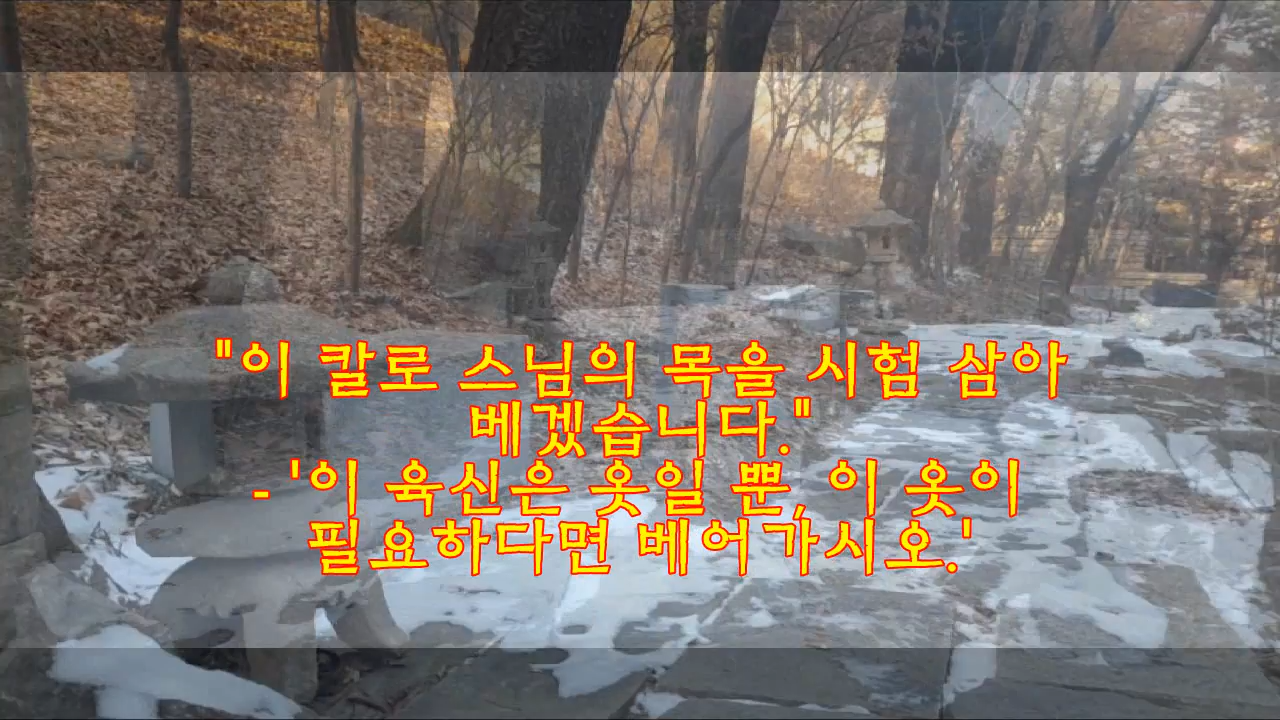 "이 칼로 스님의 목을 시험 삼아
베겠습니다."
- '이 육신은 옷일 뿐, 이 옷이
필요하다면 베어가시오.'